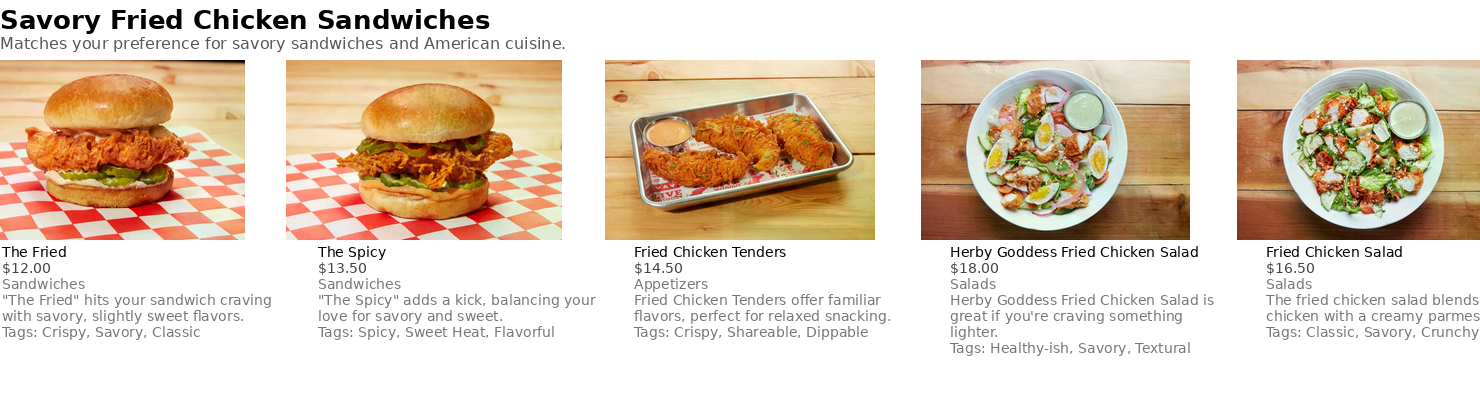 Savory Fried Chicken Sandwiches
Matches your preference for savory sandwiches and American cuisine.
The Fried
$12.00
Sandwiches
"The Fried" hits your sandwich craving
with savory, slightly sweet flavors.
Tags: Crispy, Savory, Classic
The Spicy
$13.50
Sandwiches
"The Spicy" adds a kick, balancing your
love for savory and sweet.
Tags: Spicy, Sweet Heat, Flavorful
Fried Chicken Tenders
$14.50
Appetizers
Fried Chicken Tenders offer familiar
flavors, perfect for relaxed snacking.
Tags: Crispy, Shareable, Dippable
Herby Goddess Fried Chicken Salad
$18.00
Salads
Herby Goddess Fried Chicken Salad is
great if you're craving something
lighter.
Tags: Healthy-ish, Savory, Textural
Fried Chicken Salad
$16.50
Salads
The fried chicken salad blends
chicken with a creamy parmes
Tags: Classic, Savory, Crunchy